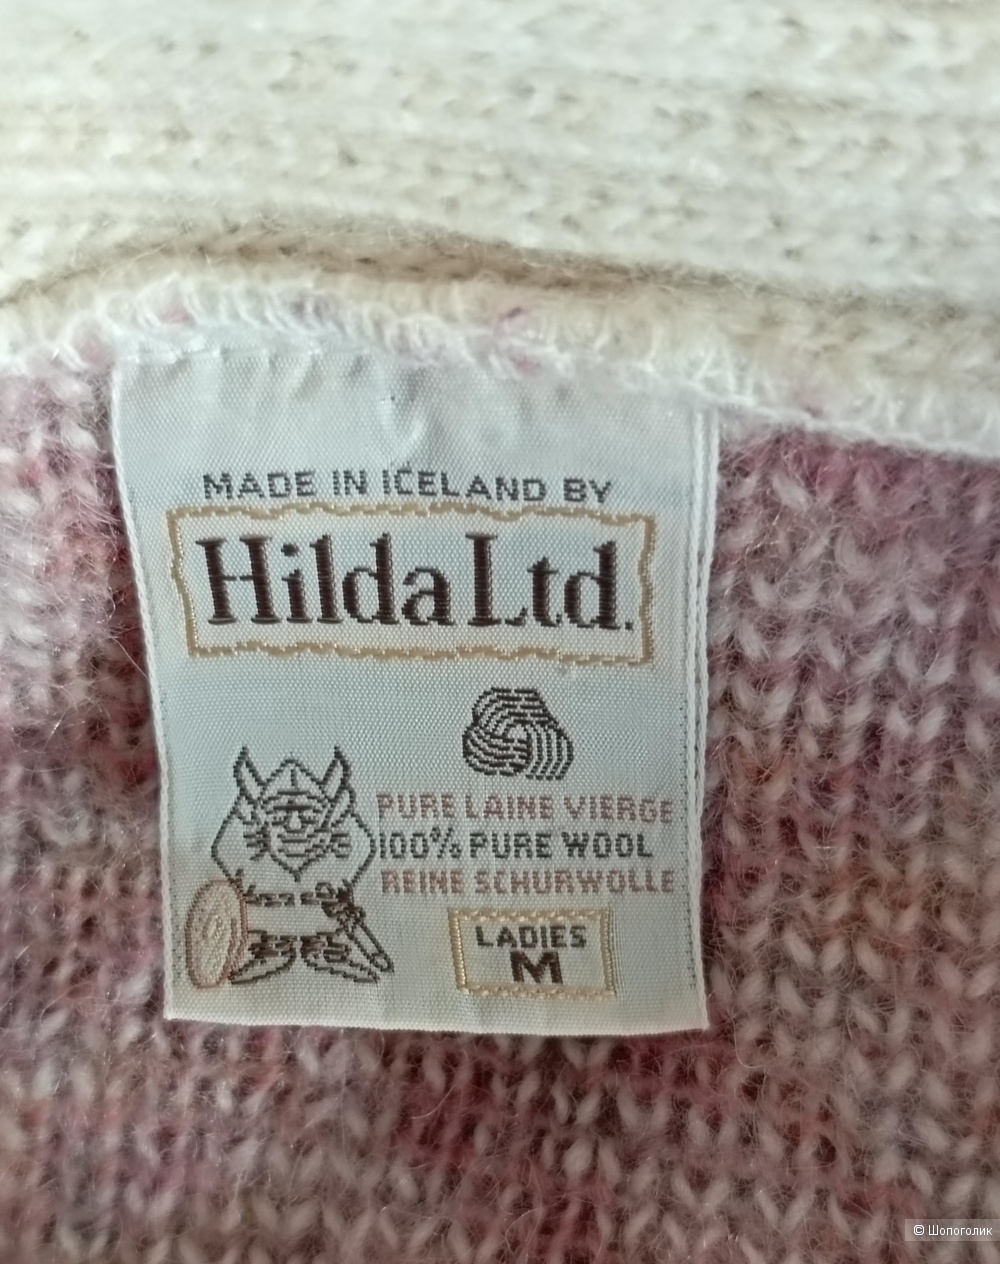 MADE IN ICELAND BY
Hilda Ltd.
PURE LAINE VIERGE
100% PURE WOOL
REINE SCHURWOLLE
LADIES
M
© Шопоголик